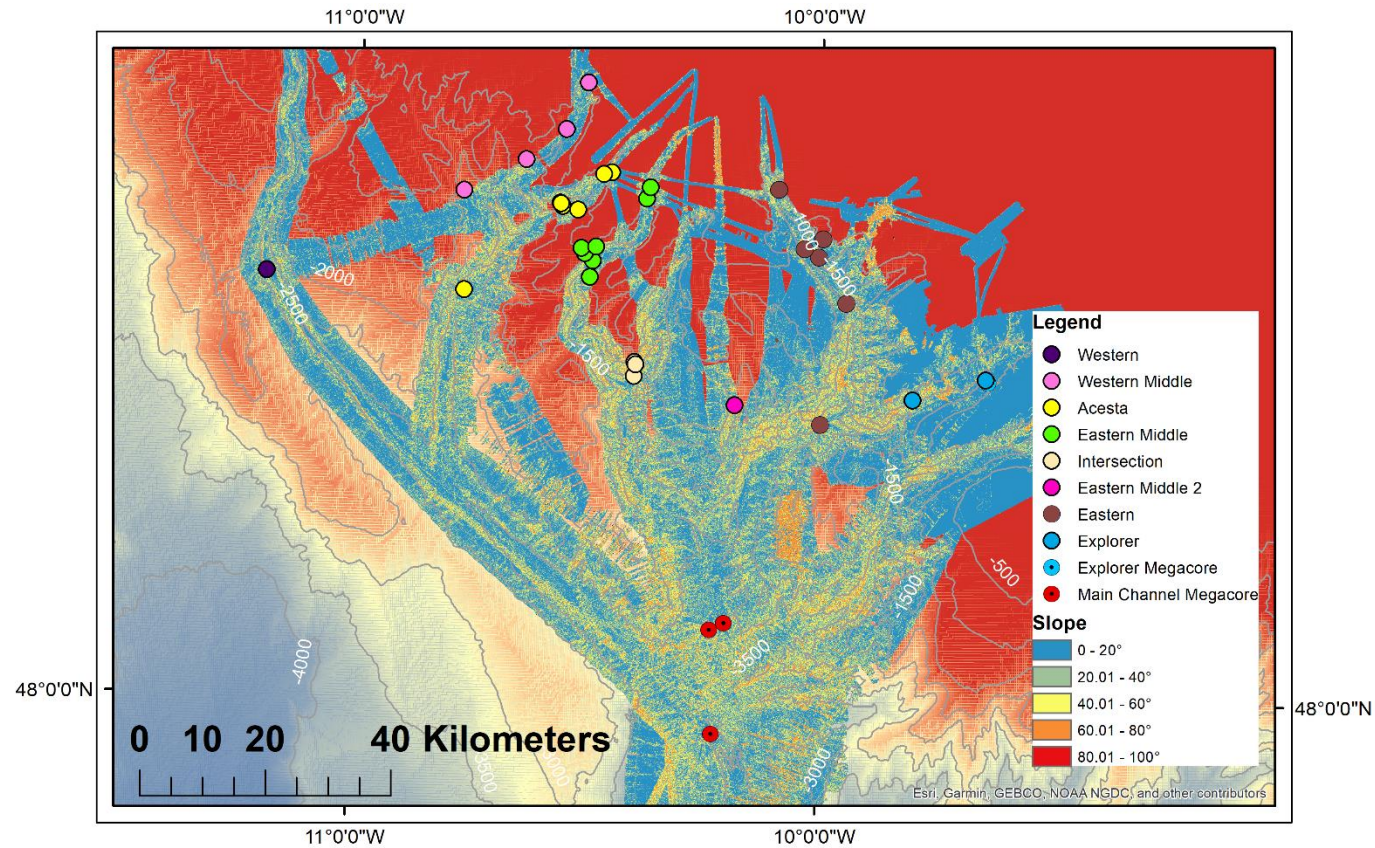 11°0'0"W 10°0'0"W
-1000
2000
-1500
2500
-1500
Legend
Western
Western Middle
Acesta
Eastern Middle
Intersection
Eastern Middle 2
Eastern
Explorer
Explorer Megacore
Main Channel Megacore
-1500
-500
-1500
Slope
0 - 20°
20.01 - 40°
40.01 - 60°
60.01 - 80°
80.01 - 100°
-4000
-3500
48°0'0"N 48°0'0"N
0 10 20 40 Kilometers
-3000
Esri, Garmin, GEBCO, NOAA NGDC, and other contributors
11°0'0"W 10°0'0"W